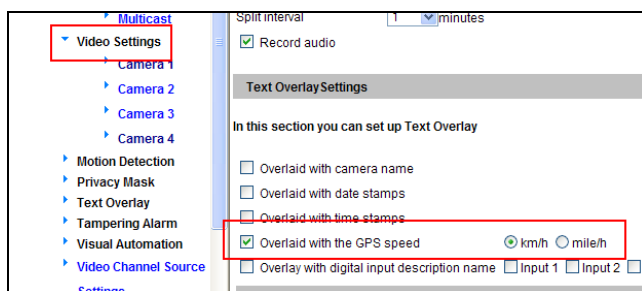 Multicast
Video Settings
Camera 1
Camera 2
Camera 3
Camera 4
Motion Detection
Privacy Mask
Text Overlay
Tampering Alarm
Visual Automation
Video Channel Source
Settings
Split interval 1 minutes
Record audio
Text OverlaySettings
In this section you can set up Text Overlay
Overlaid with camera name
Overlaid with date stamps
Overlaid with time stamps
Overlaid with the GPS speed km/h mile/h
Overlay with digital input description name Input 1 Input 2